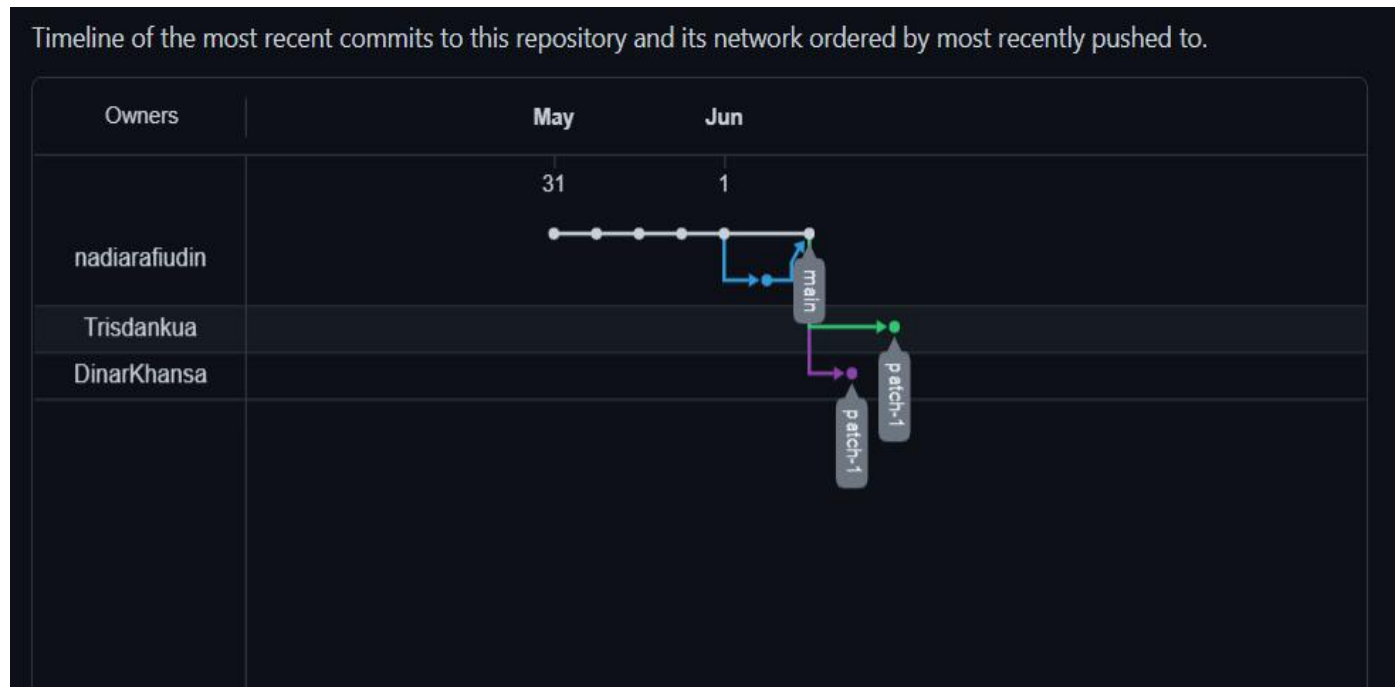 Timeline of the most recent commits to this repository and its network ordered by most recently pushed to.
Owners May Jun
31 1
nadiarafiudin
main
Trisdankua
patch-1
DinarKhansa
patch-1